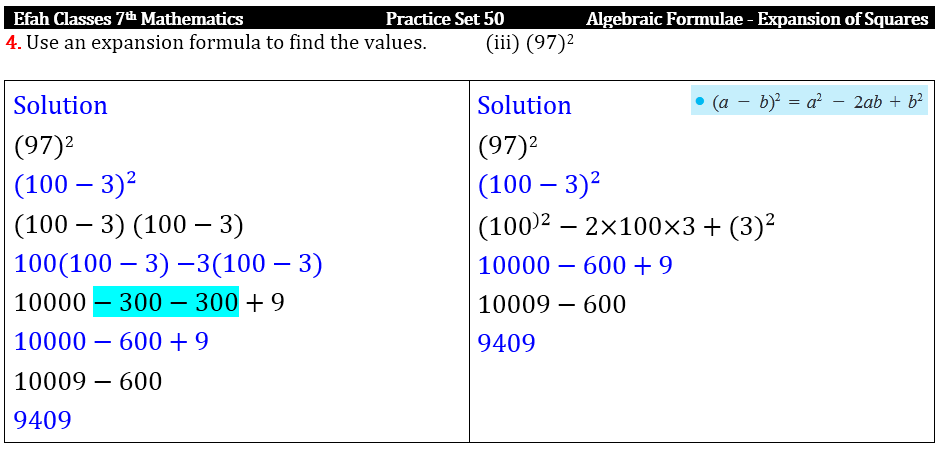 Efah Classes 7th Mathematics Practice Set 50 Algebraic Formulae - Expansion of Squares
4. Use an expansion formula to find the values. (iii) (97)²
Solution
(97)²
(100 – 3)²
(100 – 3) (100 – 3)
100(100 – 3) –3(100 – 3)
10000 – 300 – 300 + 9
10000 – 600 + 9
10009 – 600
9409
Solution
• (a – b)² = a² – 2ab + b²
(97)²
(100 – 3)²
(100)² – 2×100×3 + (3)²
10000 – 600 + 9
10009 – 600
9409